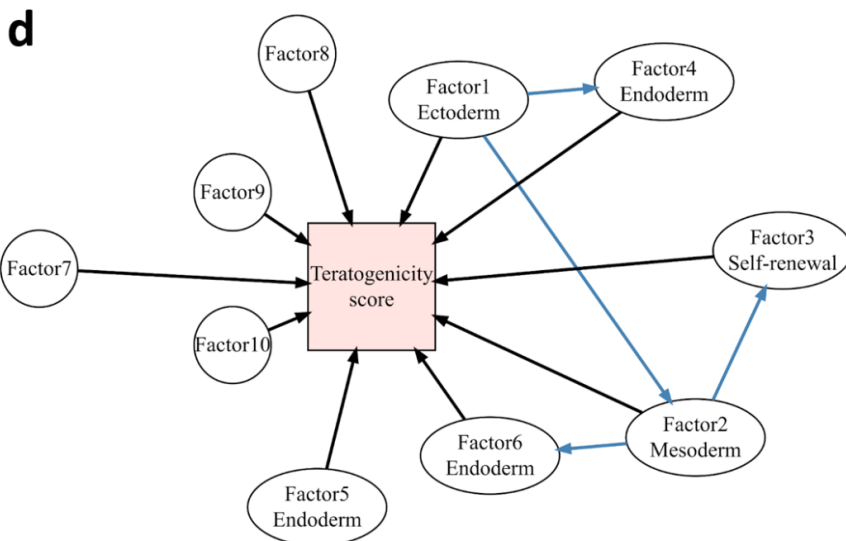 d
Factor8
Factor1
Ectoderm
Factor4
Endoderm
Factor9
Factor7
Teratogenicity
score
Factor3
Self-renewal
Factor10
Factor2
Mesoderm
Factor6
Endoderm
Factor5
Endoderm